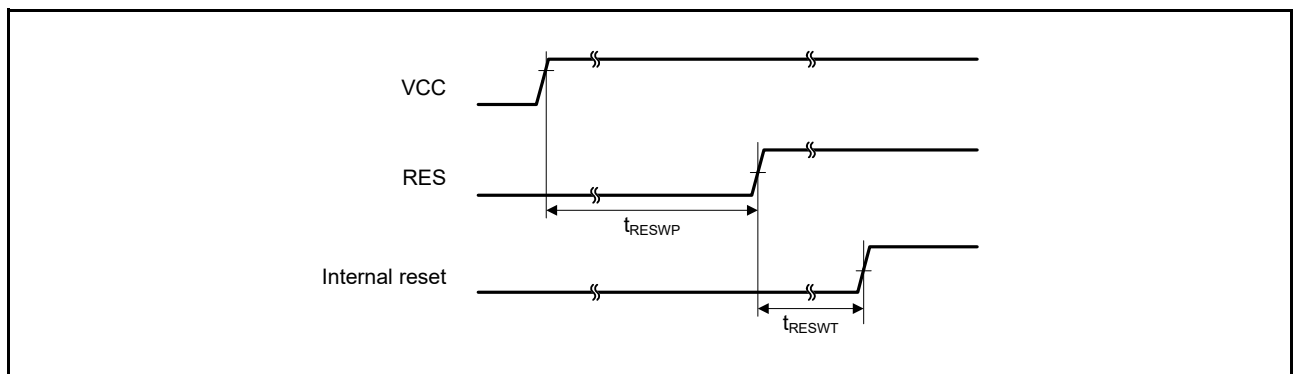 VCC
RES
tRESWP
Internal reset
tRESWT